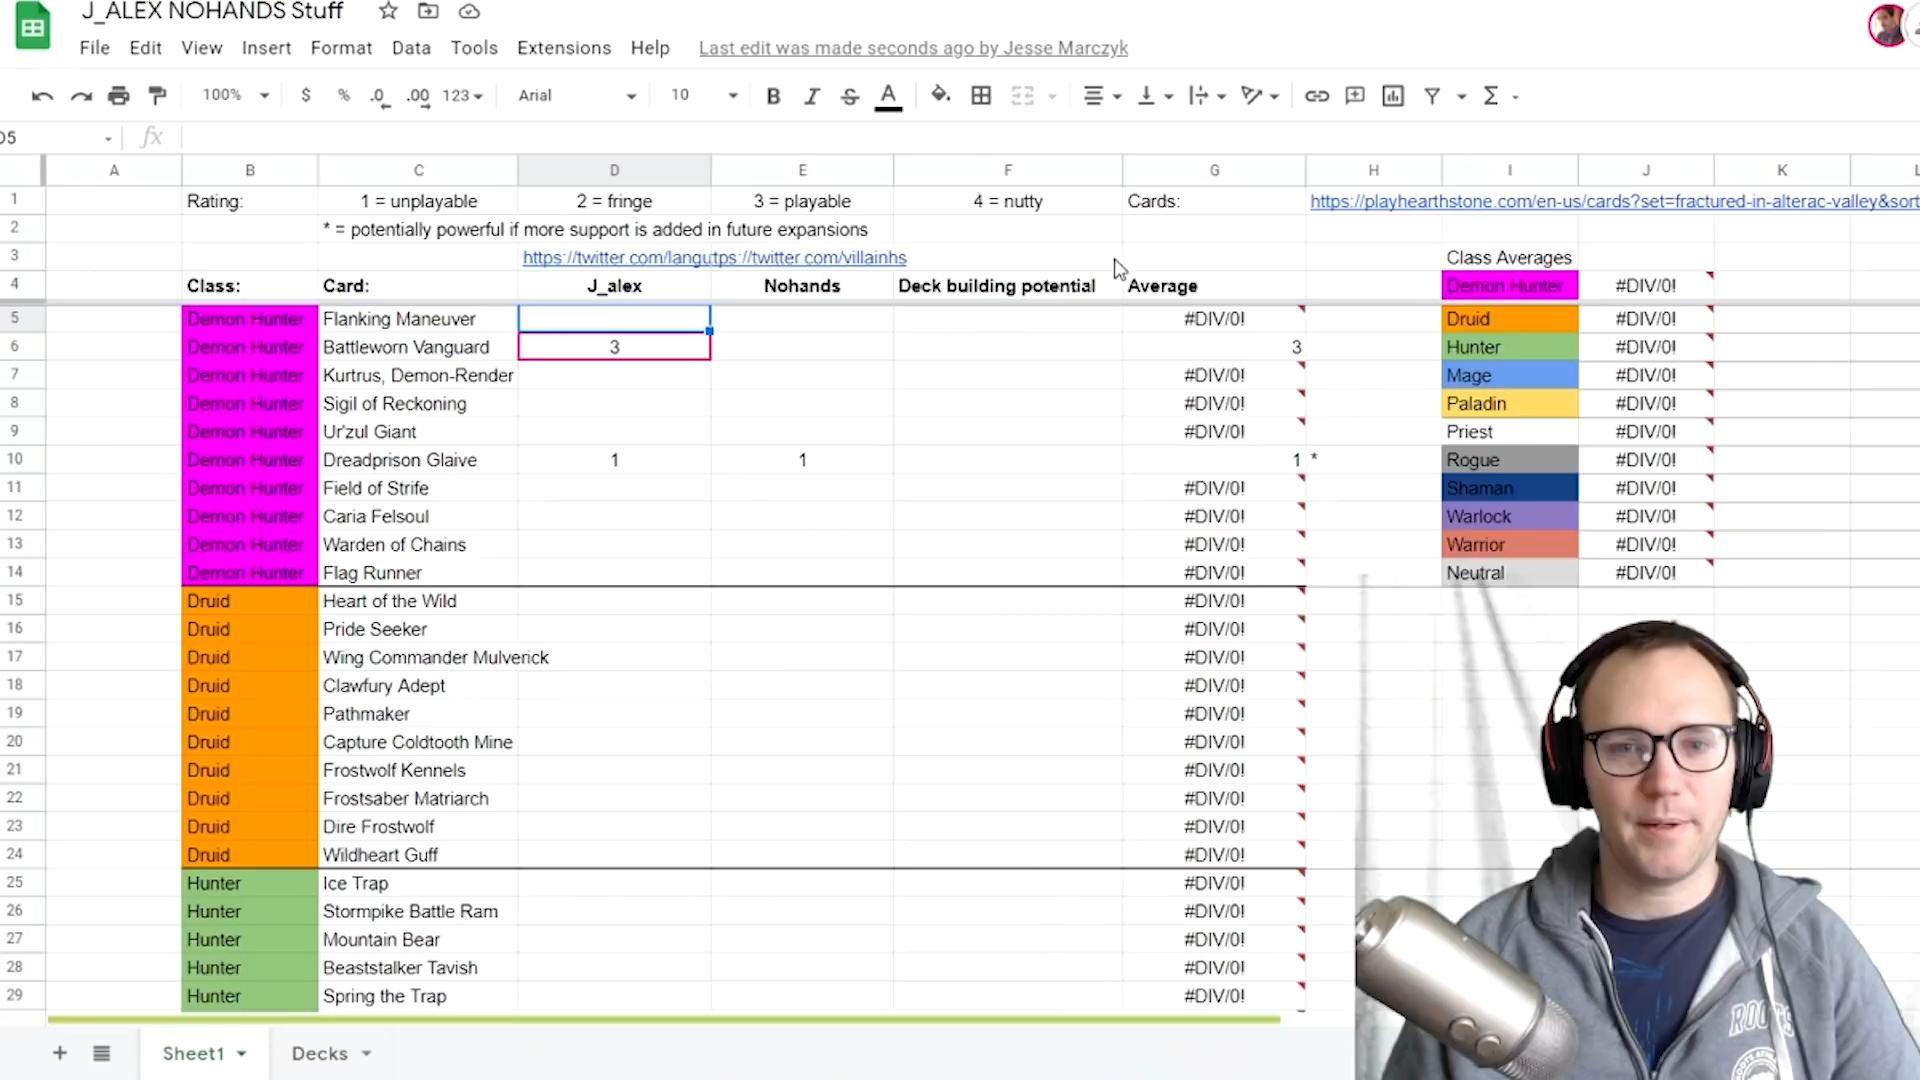 J_ALEX NOHANDS Stuff
File Edit View Insert Format Data Tools Extensions Help Last edit was made seconds ago by Jesse Marczyk
100% $ % .0 .00 123 Arial 10 B I S A Σ
D5 fx
A B C D E F G H I J K L
1 Rating: 1 = unplayable 2 = fringe 3 = playable 4 = nutty Cards: https://playhearthstone.com/en-us/cards?set=fractured-in-alterac-valley&sort
2 * = potentially powerful if more support is added in future expansions
3 https://twitter.com/langu tps://twitter.com/villainhs Class Averages
4 Class: Card: J_alex Nohands Deck building potential Average Demon Hunter #DIV/0!
5 Demon Hunter Flanking Maneuver #DIV/0! Druid #DIV/0!
6 Demon Hunter Battleworn Vanguard 3 3 Hunter #DIV/0!
7 Demon Hunter Kurtrus, Demon-Render #DIV/0! Mage #DIV/0!
8 Demon Hunter Sigil of Reckoning #DIV/0! Paladin #DIV/0!
9 Demon Hunter Ur'zul Giant #DIV/0! Priest #DIV/0!
10 Demon Hunter Dreadprison Glaive 1 1 1 * Rogue #DIV/0!
11 Demon Hunter Field of Strife #DIV/0! Shaman #DIV/0!
12 Demon Hunter Caria Felsoul #DIV/0! Warlock #DIV/0!
13 Demon Hunter Warden of Chains #DIV/0! Warrior #DIV/0!
14 Demon Hunter Flag Runner #DIV/0! Neutral #DIV/0!
15 Druid Heart of the Wild #DIV/0!
16 Druid Pride Seeker #DIV/0!
17 Druid Wing Commander Mulverick #DIV/0!
18 Druid Clawfury Adept #DIV/0!
19 Druid Pathmaker #DIV/0!
20 Druid Capture Coldtooth Mine #DIV/0!
21 Druid Frostwolf Kennels #DIV/0!
22 Druid Frostsaber Matriarch #DIV/0!
23 Druid Dire Frostwolf #DIV/0!
24 Druid Wildheart Guff #DIV/0!
25 Hunter Ice Trap #DIV/0!
26 Hunter Stormpike Battle Ram #DIV/0!
27 Hunter Mountain Bear #DIV/0!
28 Hunter Beaststalker Tavish #DIV/0!
29 Hunter Spring the Trap #DIV/0!
Sheet1 Decks